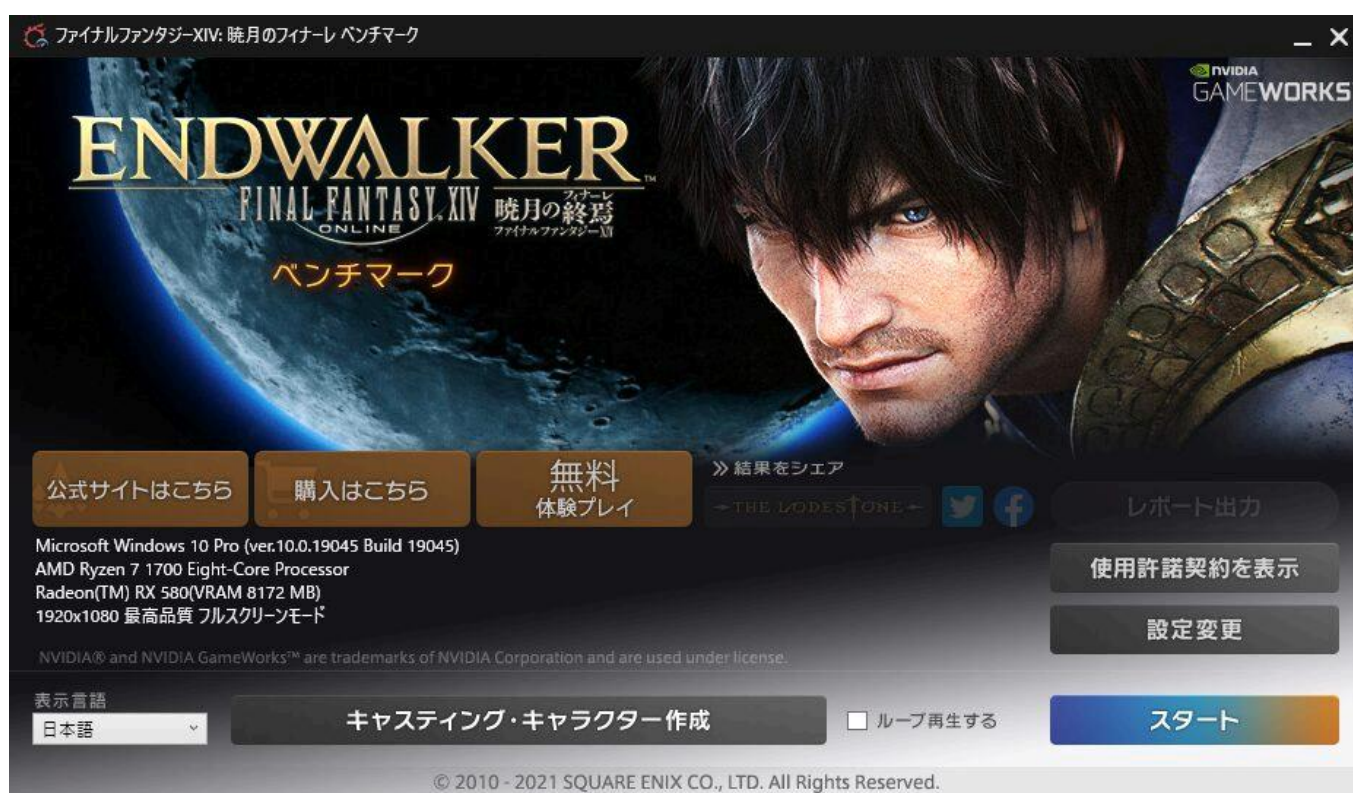 ファイナルファンタジーXIV: 暁月のフィナーレ ベンチマーク
NVIDIA
GAMEWORKS
ENDWALKER™
FINAL FANTASY XIV
ONLINE
フィナーレ
暁月の終焉
ファイナルファンタジーXIV
ベンチマーク
公式サイトはこちら
購入はこちら
無料
体験プレイ
結果をシェア
THE LODESTONE
レポート出力
Microsoft Windows 10 Pro (ver.10.0.19045 Build 19045)
AMD Ryzen 7 1700 Eight-Core Processor
Radeon(TM) RX 580(VRAM 8172 MB)
1920x1080 最高品質 フルスクリーンモード
使用許諾契約を表示
設定変更
NVIDIA® and NVIDIA GameWorks™ are trademarks of NVIDIA Corporation and are used under license.
表示言語
日本語
キャスティング・キャラクター作成
ループ再生する
スタート
© 2010 - 2021 SQUARE ENIX CO., LTD. All Rights Reserved.